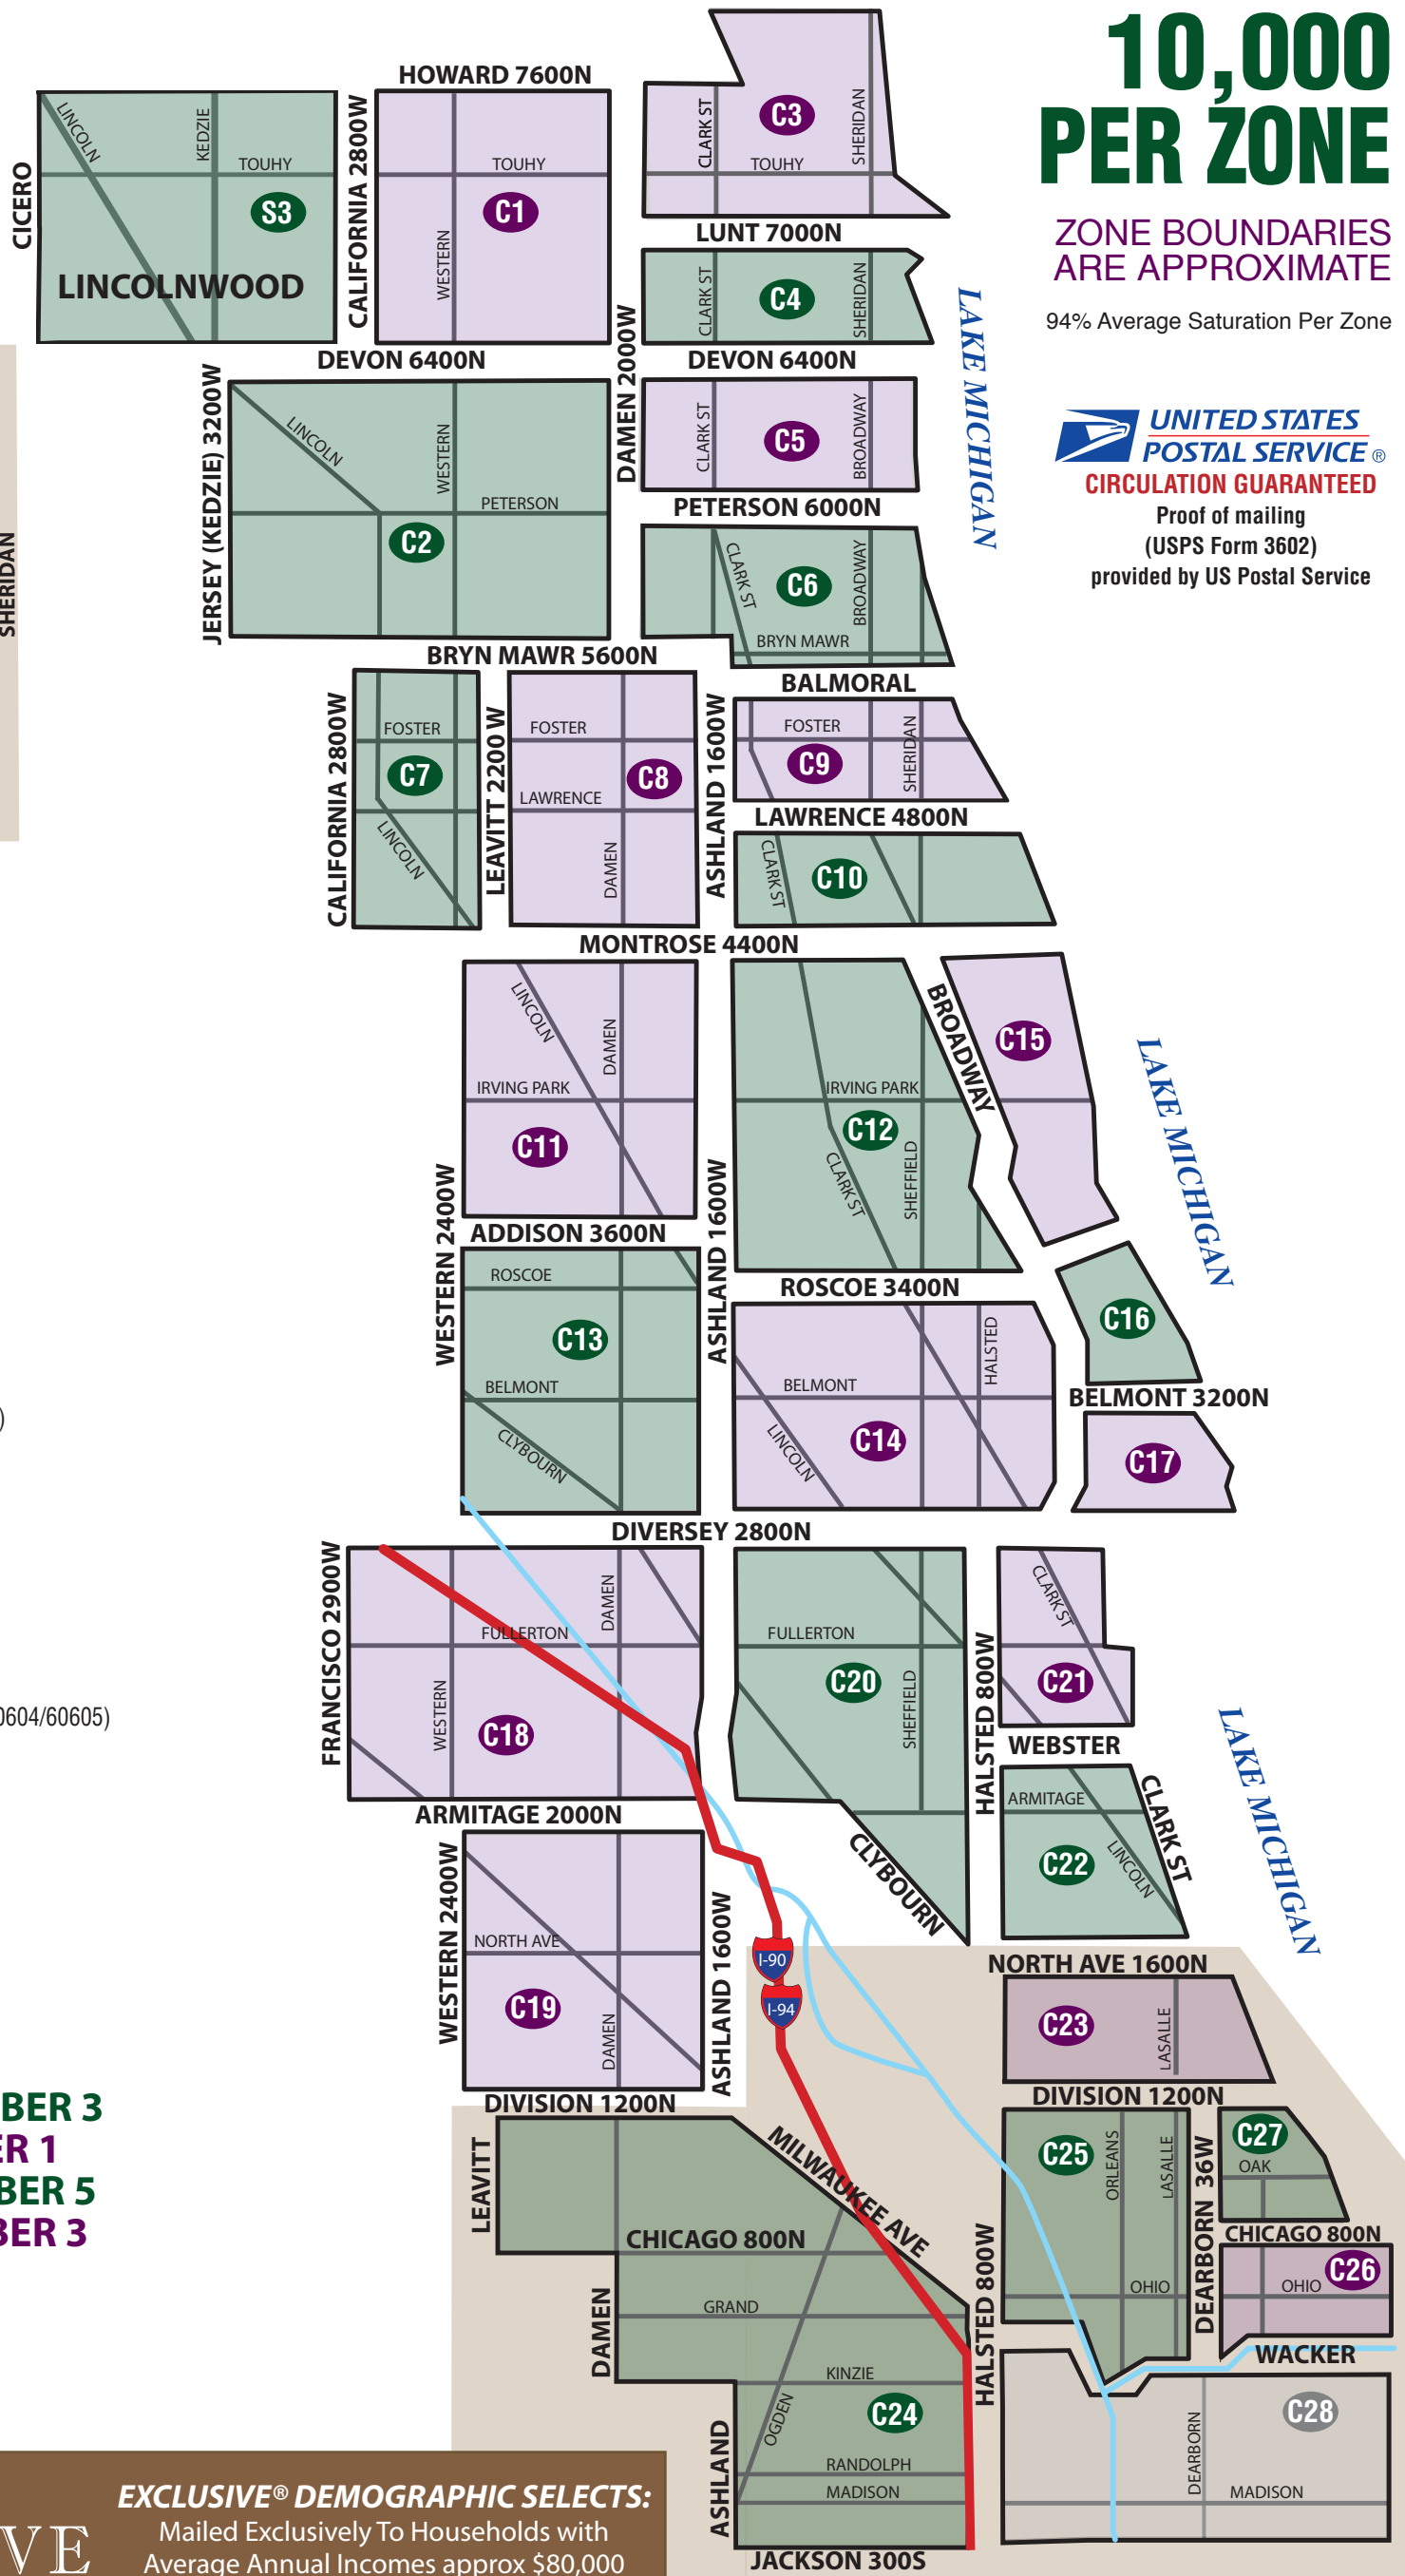 10,000
PER ZONE
ZONE BOUNDARIES
ARE APPROXIMATE
94% Average Saturation Per Zone
UNITED STATES
POSTAL SERVICE ®
CIRCULATION GUARANTEED
Proof of mailing
(USPS Form 3602)
provided by US Postal Service
HOWARD 7600N
CICERO
LINCOLN
KEDZIE
TOUHY
S3
LINCOLNWOOD
CALIFORNIA 2800W
TOUHY
C1
WESTERN
CLARK ST
C3
SHERIDAN
TOUHY
LUNT 7000N
CLARK ST
C4
SHERIDAN
LAKE MICHIGAN
DEVON 6400N
DAMEN 2000W
DEVON 6400N
JERSEY (KEDZIE) 3200W
LINCOLN
WESTERN
PETERSON
C2
CLARK ST
C5
BROADWAY
PETERSON 6000N
SHERIDAN
CLARK ST
C6
BROADWAY
BRYN MAWR
BRYN MAWR 5600N
BALMORAL
CALIFORNIA 2800W
FOSTER
C7
LINCOLN
LEAVITT 2200 W
FOSTER
C8
LAWRENCE
DAMEN
ASHLAND 1600W
FOSTER
C9
SHERIDAN
LAWRENCE 4800N
CLARK ST
C10
MONTROSE 4400N
LINCOLN
DAMEN
IRVING PARK
C11
BROADWAY
C15
IRVING PARK
C12
CLARK ST
SHEFFIELD
LAKE MICHIGAN
WESTERN 2400W
ADDISON 3600N
ASHLAND 1600W
ROSCOE 3400N
ROSCOE
C13
BELMONT
CLYBOURN
HALSTED
BELMONT
C14
LINCOLN
C16
BELMONT 3200N
C17
)
DIVERSEY 2800N
FRANCISCO 2900W
DAMEN
FULLERTON
WESTERN
C18
FULLERTON
C20
SHEFFIELD
HALSTED 800W
CLARK ST
C21
WEBSTER
0604/60605)
ARMITAGE 2000N
CLYBOURN
ARMITAGE
C22
LINCOLN
CLARK ST
LAKE MICHIGAN
WESTERN 2400W
NORTH AVE
C19
DAMEN
ASHLAND 1600W
I-90
I-94
NORTH AVE 1600N
C23
LASALLE
DIVISION 1200N
DIVISION 1200N
BER 3
ER 1
BER 5
BER 3
LEAVITT
MILWAUKEE AVE
CHICAGO 800N
C25
ORLEANS
LASALLE
OHIO
DEARBORN 36W
C27
OAK
CHICAGO 800N
C26
OHIO
WACKER
DAMEN
GRAND
KINZIE
C24
OGDEN
RANDOLPH
MADISON
HALSTED 800W
ASHLAND
JACKSON 300S
C28
DEARBORN
MADISON
EXCLUSIVE® DEMOGRAPHIC SELECTS:
Mailed Exclusively To Households with
Average Annual Incomes approx $80,000
VE